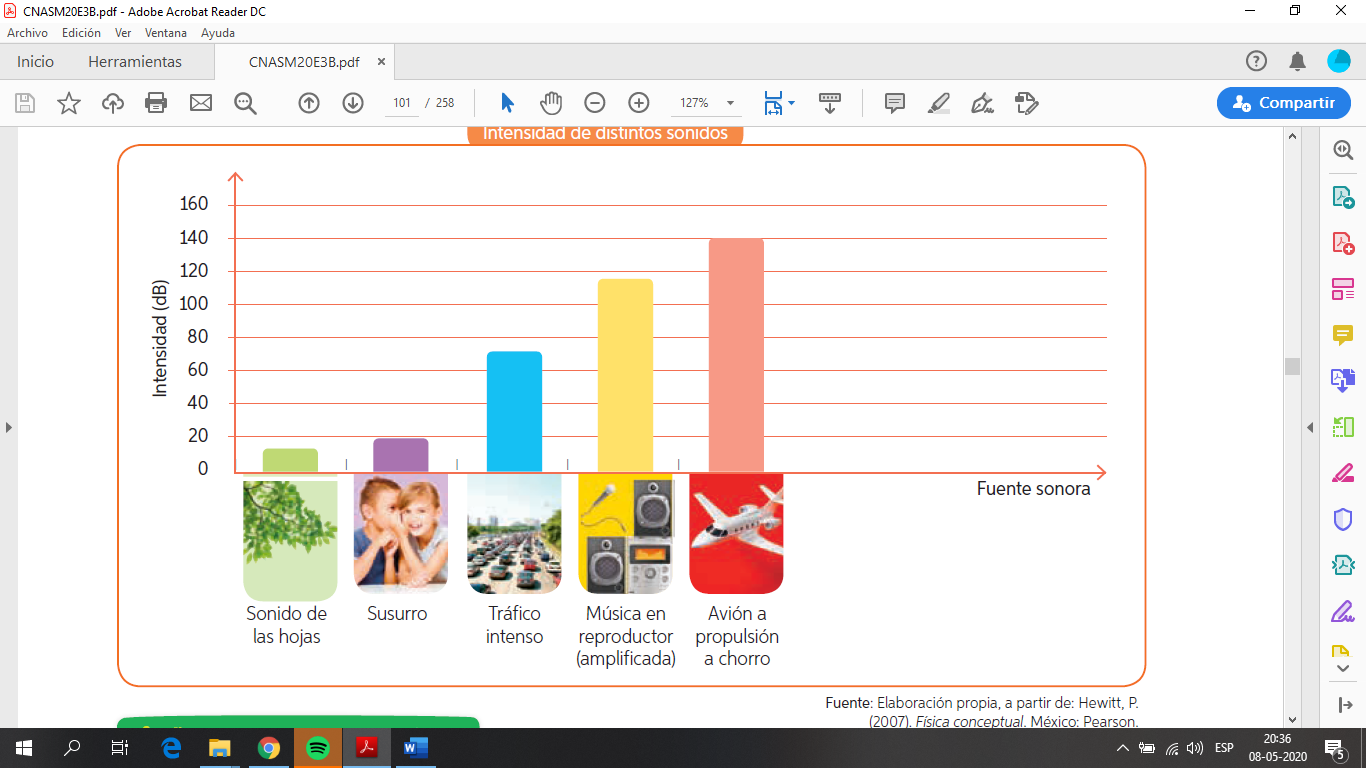 CNASM20E3B.pdf - Adobe Acrobat Reader DC
Archivo Edición Ver Ventana Ayuda
Inicio Herramientas CNASM20E3B.pdf ×
101 / 258 127% Compartir
Intensidad de distintos sonidos
Intensidad (dB)
160
140
120
100
80
60
40
20
0
Fuente sonora
Sonido de
las hojas
Susurro
Tráfico
intenso
Música en
reproductor
(amplificada)
Avión a
propulsión
a chorro
Fuente: Elaboración propia, a partir de: Hewitt, P.
(2007). Física conceptual. México: Pearson.
ESP
20:36
08-05-2020
5